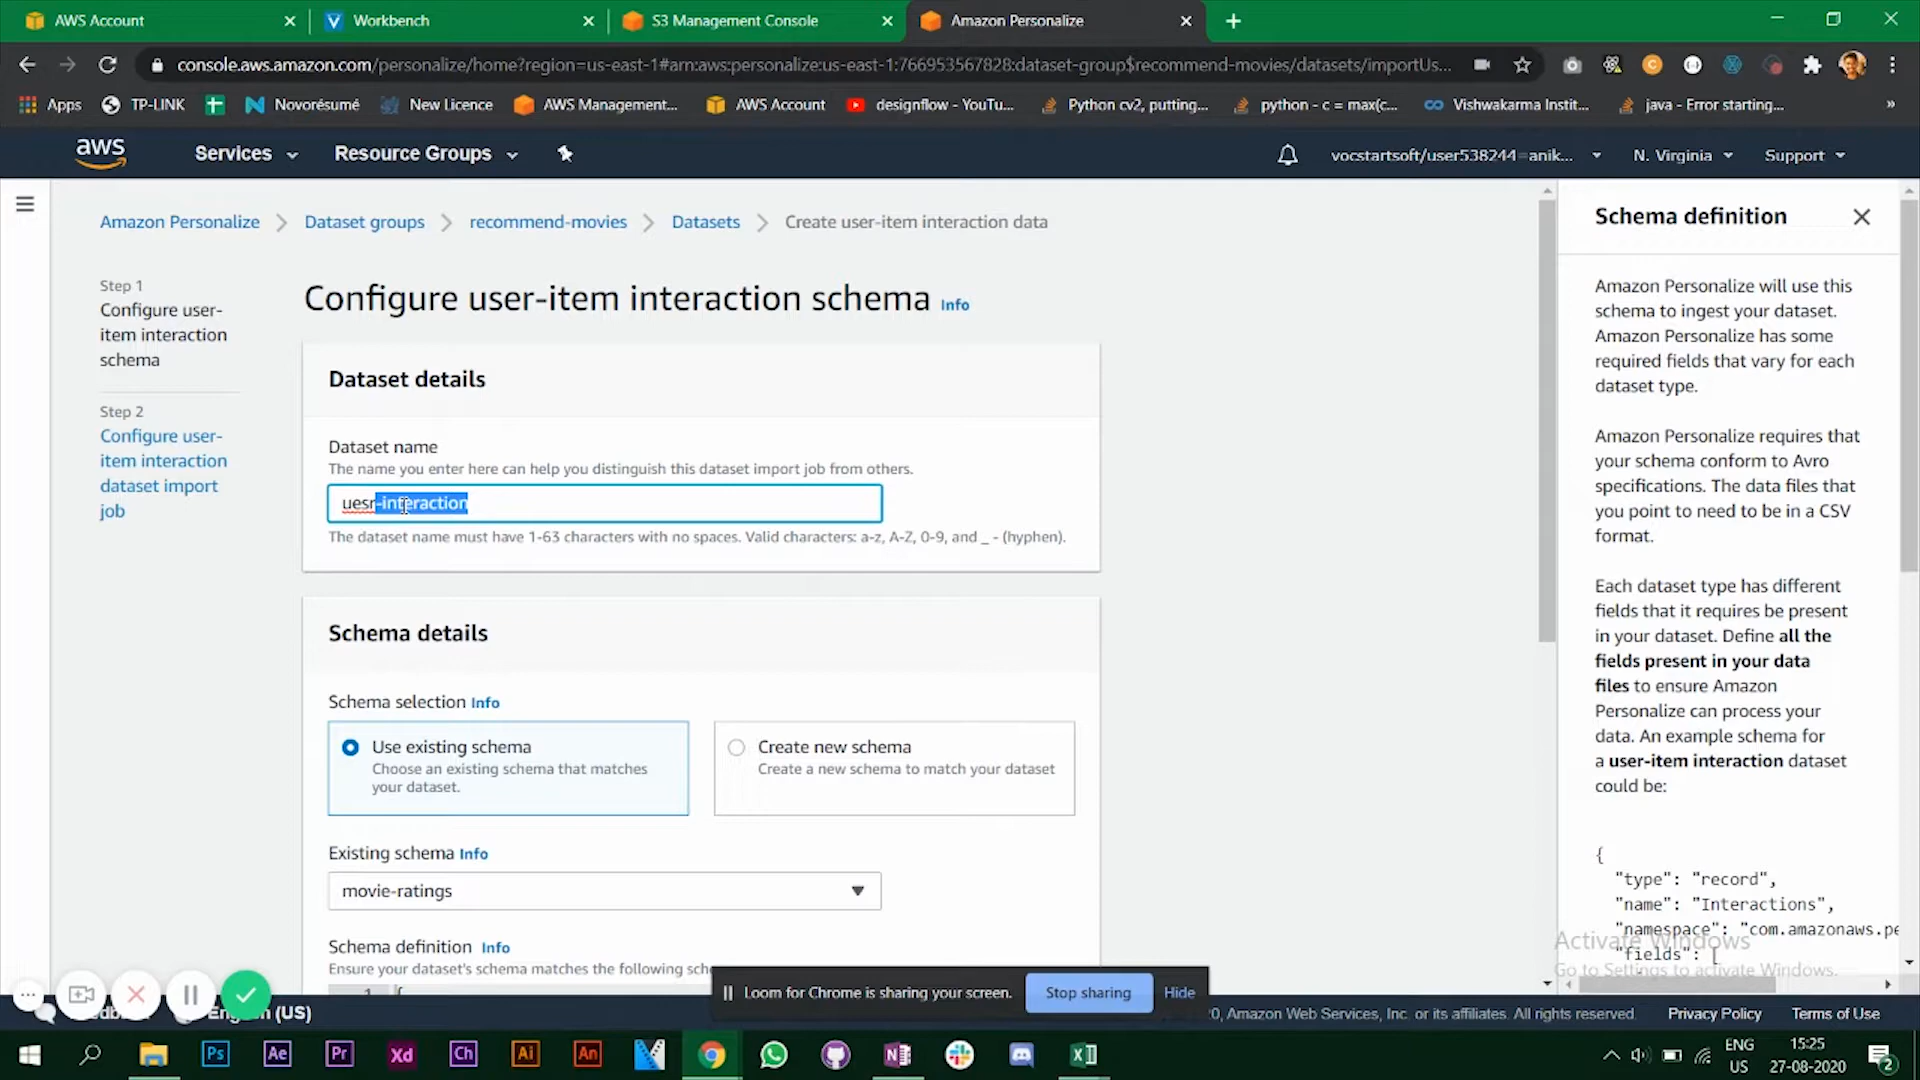 AWS Account
Workbench
S3 Management Console
Amazon Personalize
console.aws.amazon.com/personalize/home?region=us-east-1#arn:aws:personalize:us-east-1:766953567828:dataset-group$recommend-movies/datasets/importUs...
Apps
TP-LINK
Novorésumé
New Licence
AWS Management...
AWS Account
designflow - YouTu...
Python cv2, putting...
python - c = max(c...
Vishwakarma Instit...
java - Error starting...
aws
Services
Resource Groups
vocstartsoft/user538244=anik...
N. Virginia
Support
Amazon Personalize
Dataset groups
recommend-movies
Datasets
Create user-item interaction data
Step 1
Configure user-
item interaction
schema
Step 2
Configure user-
item interaction
dataset import
job
Configure user-item interaction schema Info
Dataset details
Dataset name
The name you enter here can help you distinguish this dataset import job from others.
uesr-interaction
The dataset name must have 1-63 characters with no spaces. Valid characters: a-z, A-Z, 0-9, and _ - (hyphen).
Schema details
Schema selection Info
Use existing schema
Choose an existing schema that matches
your dataset.
Create new schema
Create a new schema to match your dataset
Existing schema Info
movie-ratings
Schema definition Info
Ensure your dataset's schema matches the following
1 {
Schema definition
Amazon Personalize will use this
schema to ingest your dataset.
Amazon Personalize has some
required fields that vary for each
dataset type.
Amazon Personalize requires that
your schema conform to Avro
specifications. The data files that
you point to need to be in a CSV
format.
Each dataset type has different
fields that it requires be present
in your dataset. Define all the
fields present in your data
files to ensure Amazon
Personalize can process your
data. An example schema for
a user-item interaction dataset
could be:
{
"type": "record",
"name": "Interactions",
"namespace": "com.amazonaws.pe
"fields": [
Activate Windows
Go to Settings to activate Windows.
Loom for Chrome is sharing your screen.
Stop sharing
Hide
English (US)
20, Amazon Web Services, Inc. or its affiliates. All rights reserved.
Privacy Policy
Terms of Use
Ps
Ae
Pr
Xd
Ch
Ai
An
ENG
US
15:25
27-08-2020
2